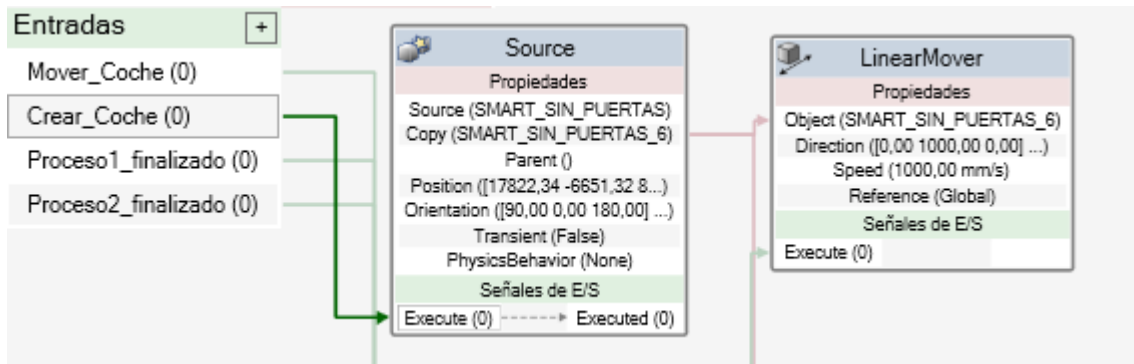 Entradas +
Mover_Coche (0)
Crear_Coche (0)
Proceso1_finalizado (0)
Proceso2_finalizado (0)
Source
Propiedades
Source (SMART_SIN_PUERTAS)
Copy (SMART_SIN_PUERTAS_6)
Parent ()
Position ([17822,34 -6651,32 8...)
Orientation ([90,00 0,00 180,00] ...)
Transient (False)
PhysicsBehavior (None)
Señales de E/S
Execute (0) Executed (0)
LinearMover
Propiedades
Object (SMART_SIN_PUERTAS_6)
Direction ([0,00 1000,00 0,00] ...)
Speed (1000,00 mm/s)
Reference (Global)
Señales de E/S
Execute (0)